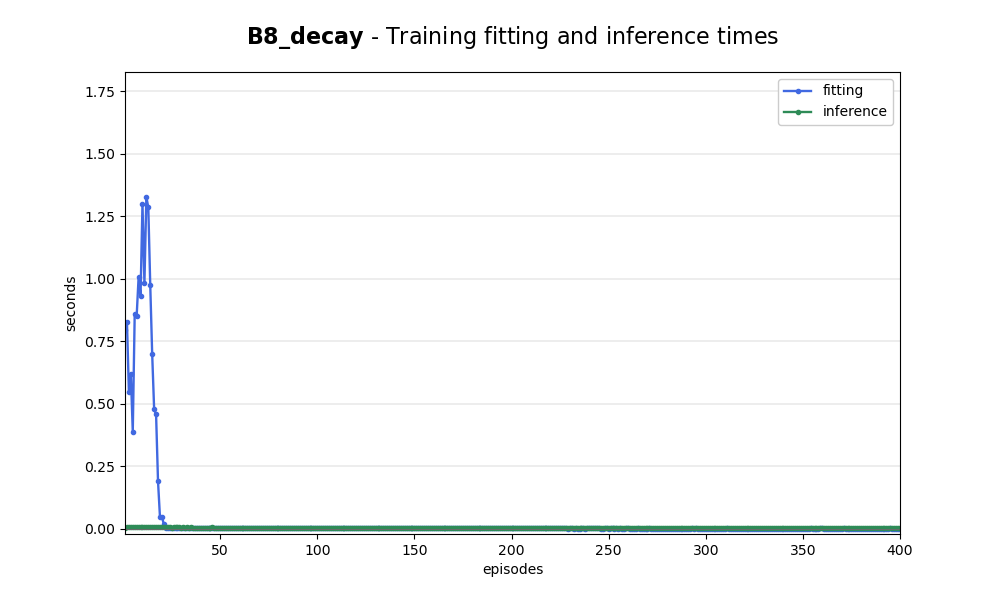 B8_decay - Training fitting and inference times
fitting
inference
1.75
1.50
1.25
1.00
0.75
0.50
0.25
0.00
seconds
50 100 150 200 250 300 350 400
episodes